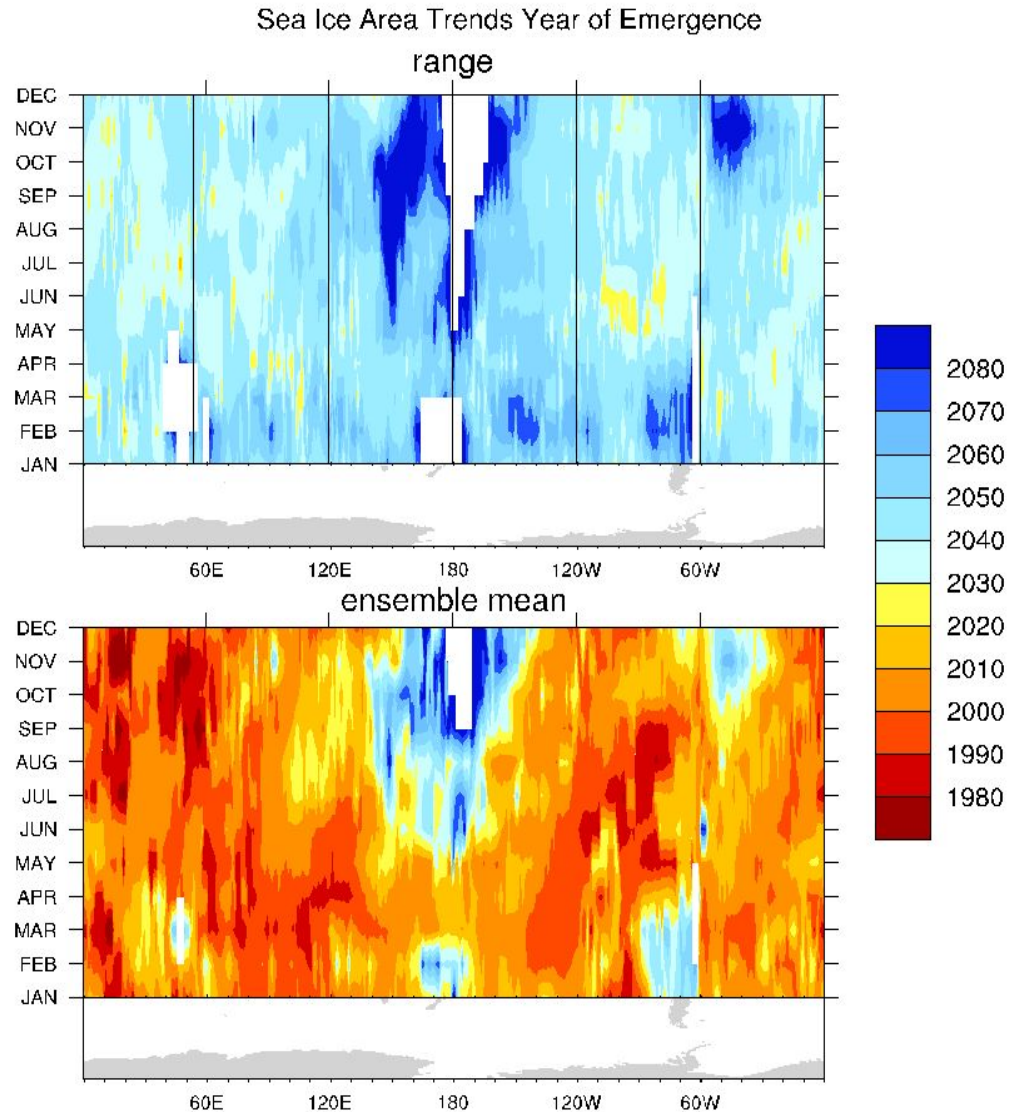 Sea Ice Area Trends Year of Emergence
range
DEC
NOV
OCT
SEP
AUG
JUL
JUN
MAY
APR
MAR
FEB
JAN
60E 120E 180 120W 60W
ensemble mean
DEC
NOV
OCT
SEP
AUG
JUL
JUN
MAY
APR
MAR
FEB
JAN
60E 120E 180 120W 60W
2080
2070
2060
2050
2040
2030
2020
2010
2000
1990
1980